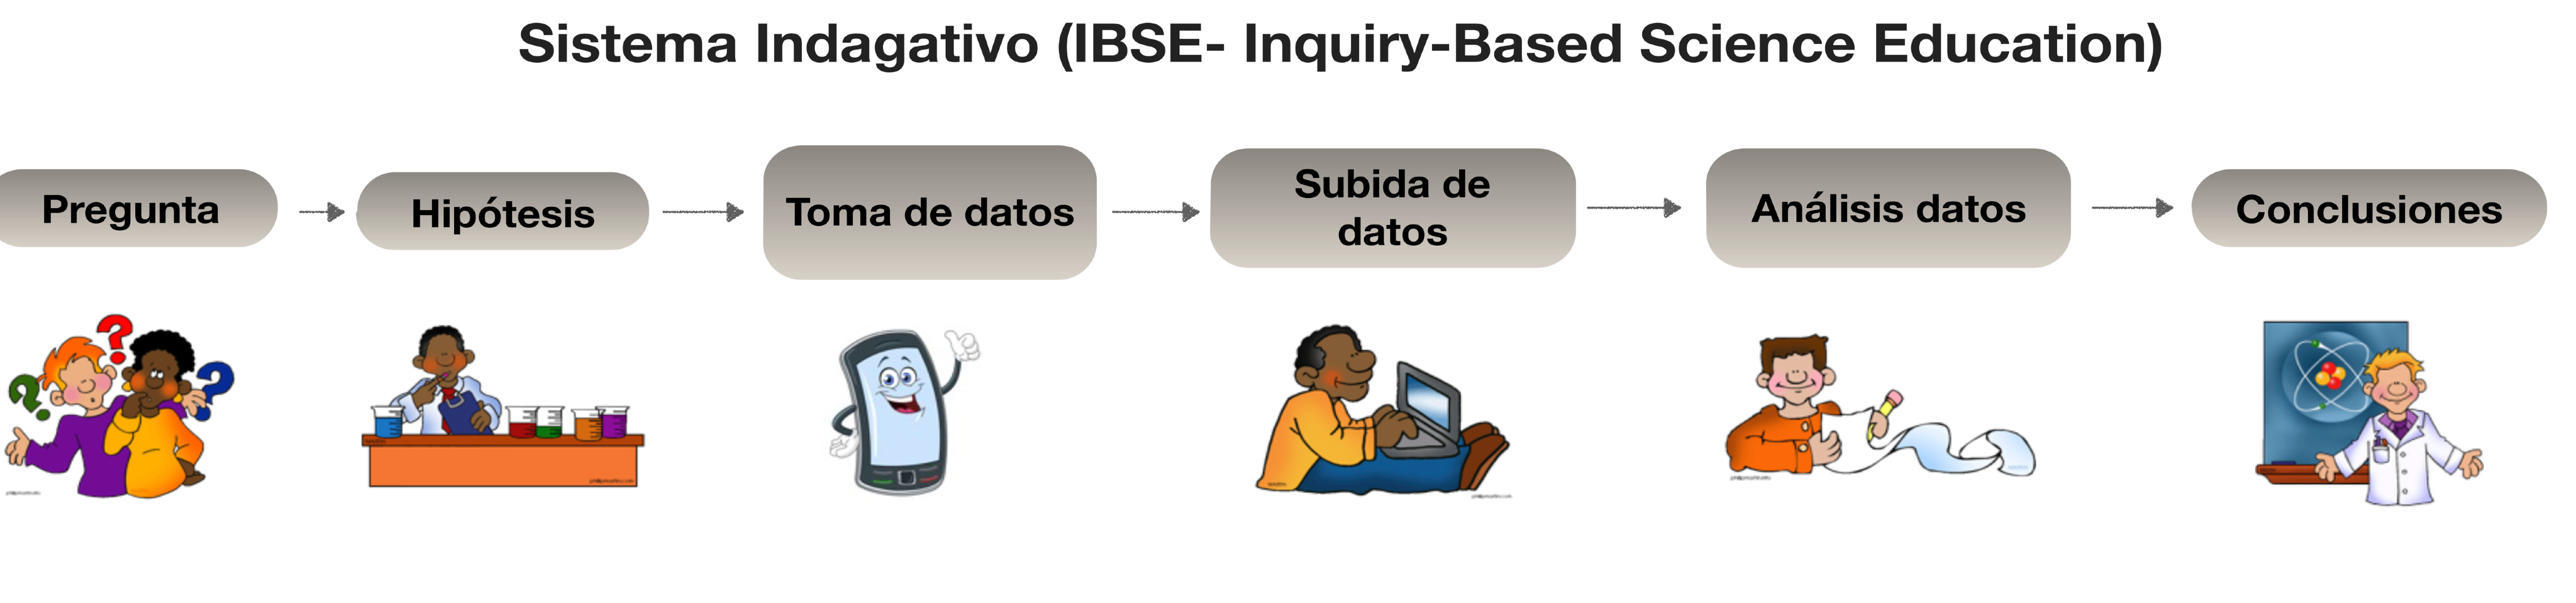 Sistema Indagativo (IBSE- Inquiry-Based Science Education)
Pregunta
Hipótesis
Toma de datos
Subida de
datos
Análisis datos
Conclusiones